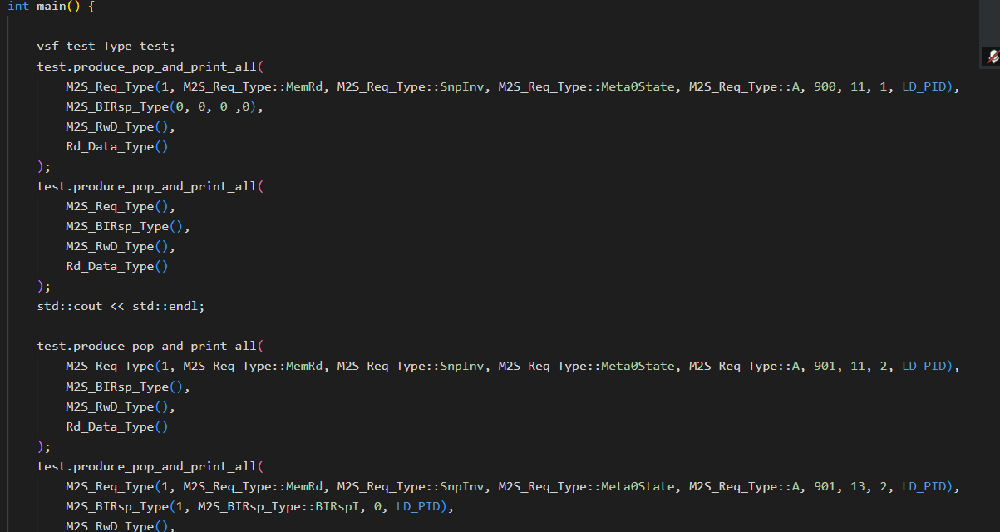 int main() {
vsf_test_Type test;
test.produce_pop_and_print_all(
M2S_Req_Type(1, M2S_Req_Type::MemRd, M2S_Req_Type::SnpInv, M2S_Req_Type::Meta0State, M2S_Req_Type::A, 900, 11, 1, LD_PID),
M2S_BIRsp_Type(0, 0, 0 ,0),
M2S_RwD_Type(),
Rd_Data_Type()
);
test.produce_pop_and_print_all(
M2S_Req_Type(),
M2S_BIRsp_Type(),
M2S_RwD_Type(),
Rd_Data_Type()
);
std::cout << std::endl;
test.produce_pop_and_print_all(
M2S_Req_Type(1, M2S_Req_Type::MemRd, M2S_Req_Type::SnpInv, M2S_Req_Type::Meta0State, M2S_Req_Type::A, 901, 11, 2, LD_PID),
M2S_BIRsp_Type(),
M2S_RwD_Type(),
Rd_Data_Type()
);
test.produce_pop_and_print_all(
M2S_Req_Type(1, M2S_Req_Type::MemRd, M2S_Req_Type::SnpInv, M2S_Req_Type::Meta0State, M2S_Req_Type::A, 901, 13, 2, LD_PID),
M2S_BIRsp_Type(1, M2S_BIRsp_Type::BIRspI, 0, LD_PID),
M2S_RwD_Type(),